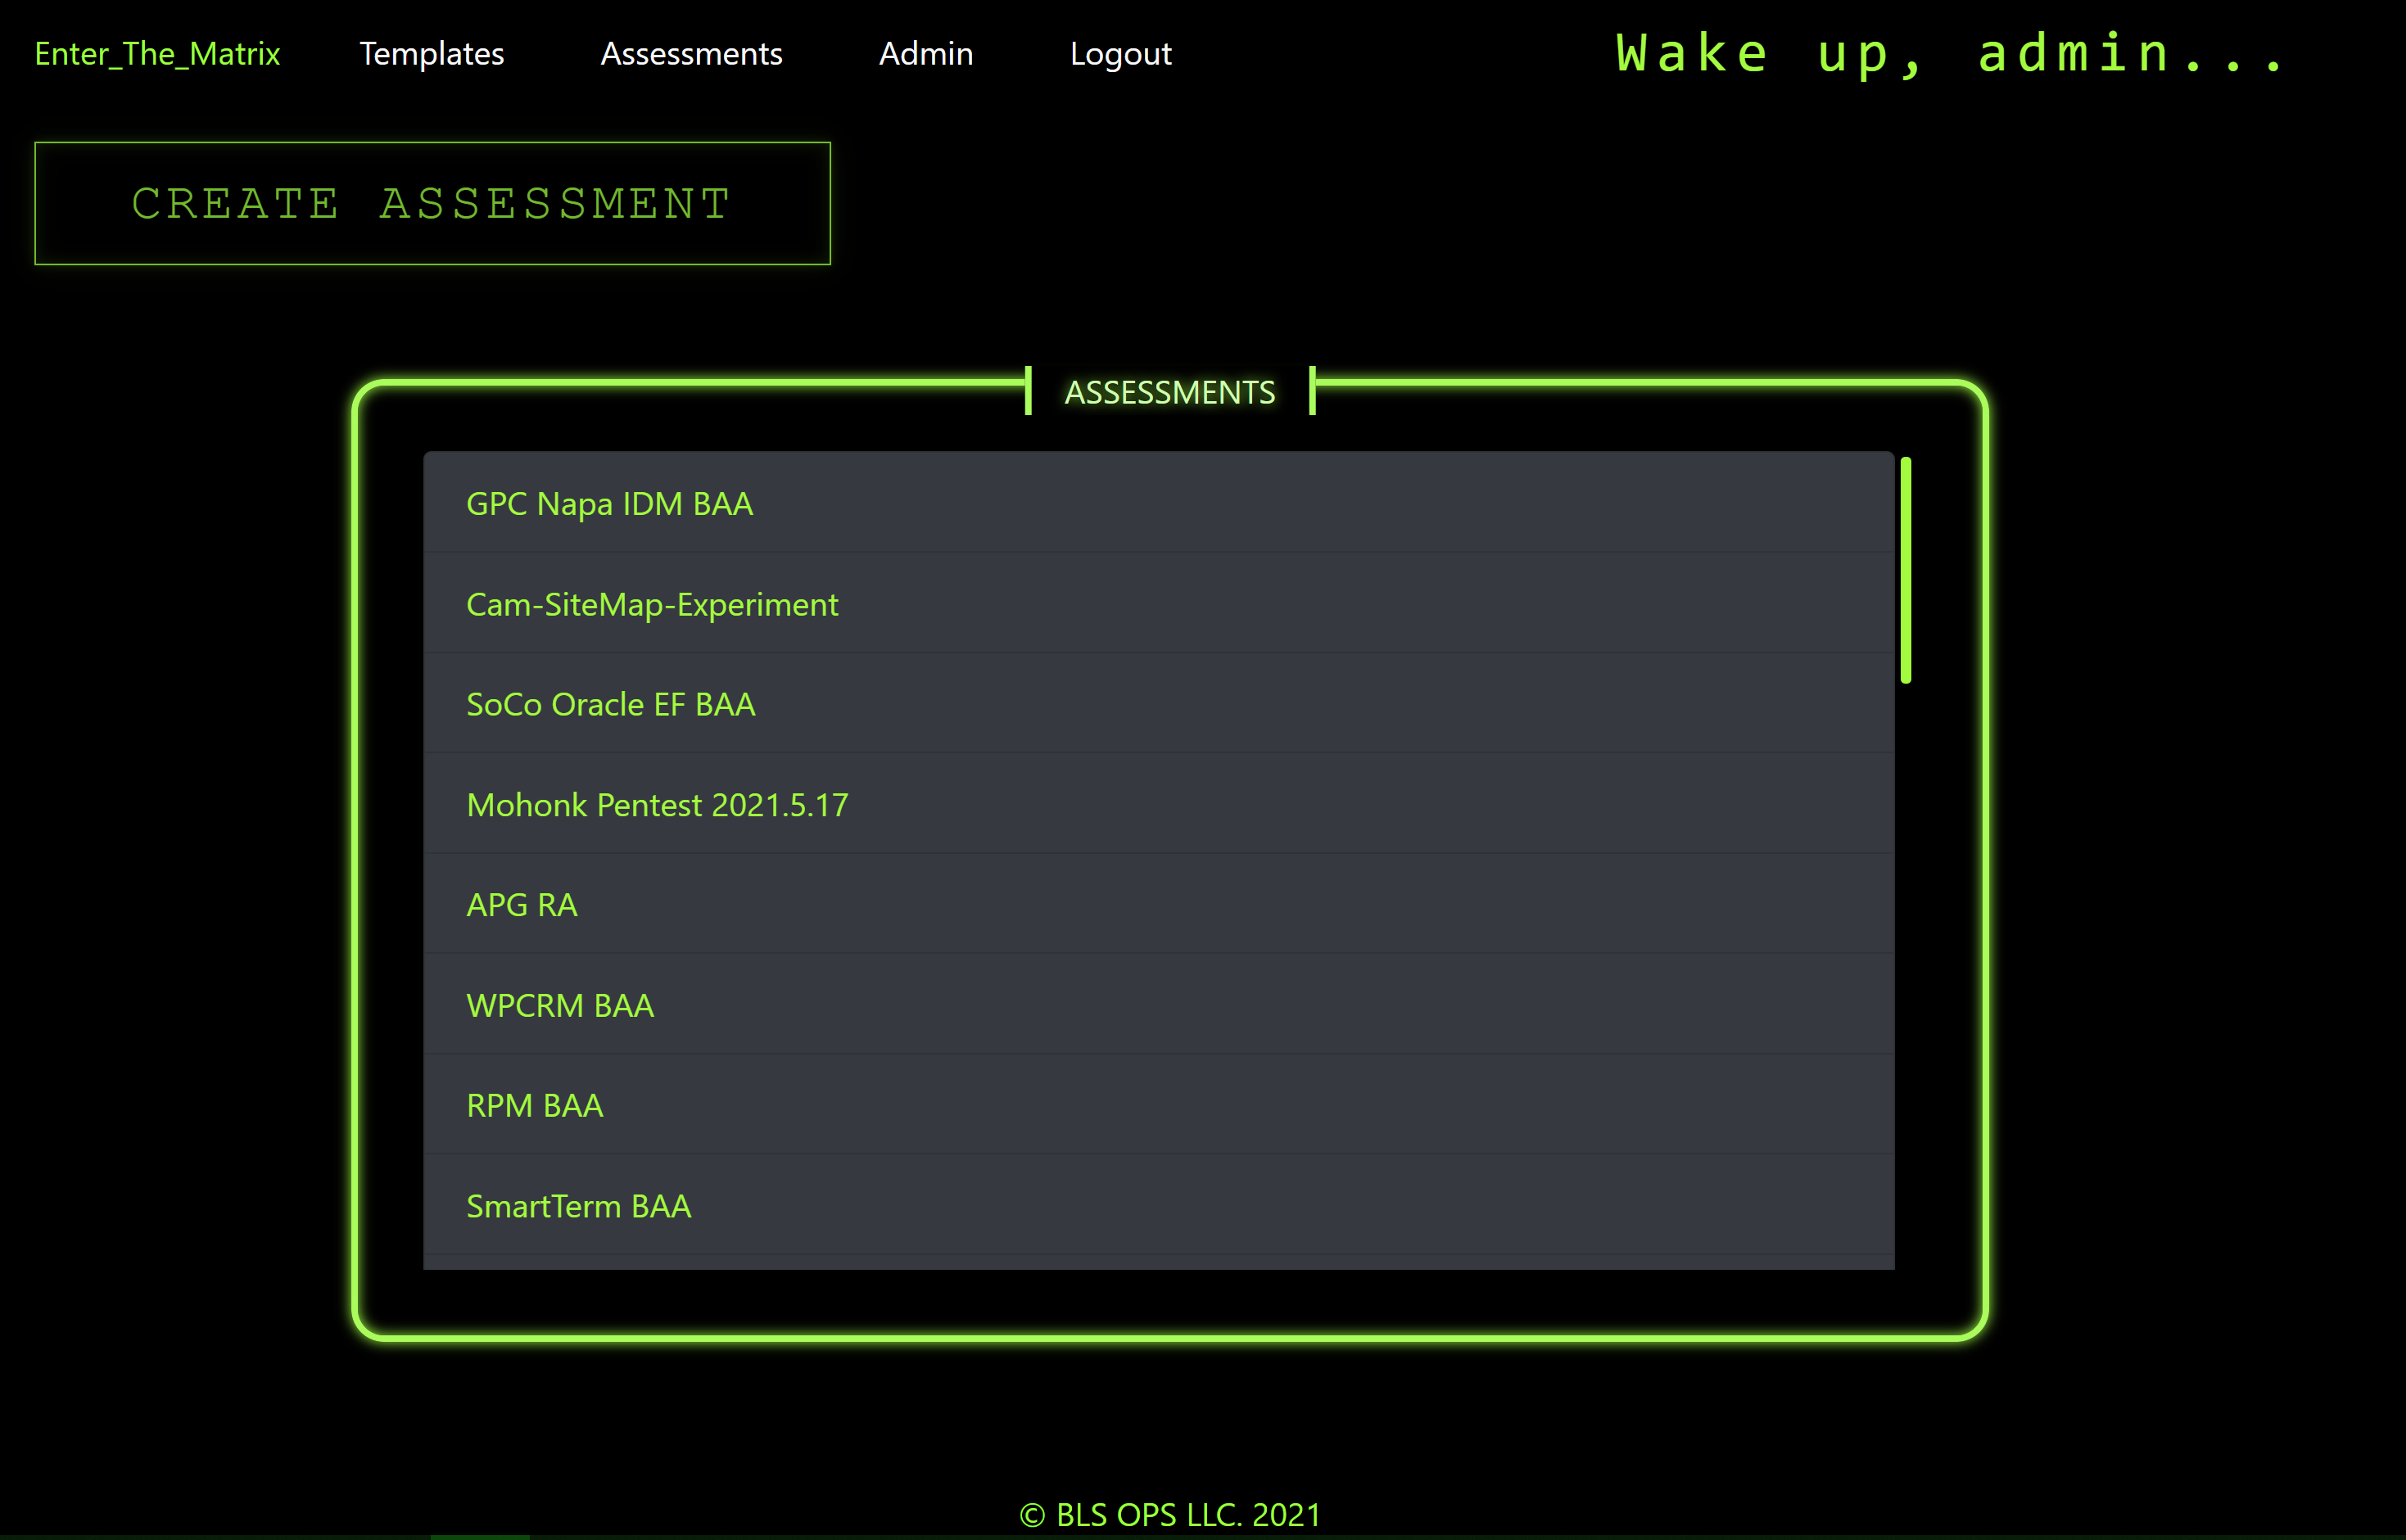 Enter_The_Matrix Templates Assessments Admin Logout Wake up, admin...
CREATE ASSESSMENT
ASSESSMENTS
GPC Napa IDM BAA
Cam-SiteMap-Experiment
SoCo Oracle EF BAA
Mohonk Pentest 2021.5.17
APG RA
WPCRM BAA
RPM BAA
SmartTerm BAA
© BLS OPS LLC. 2021